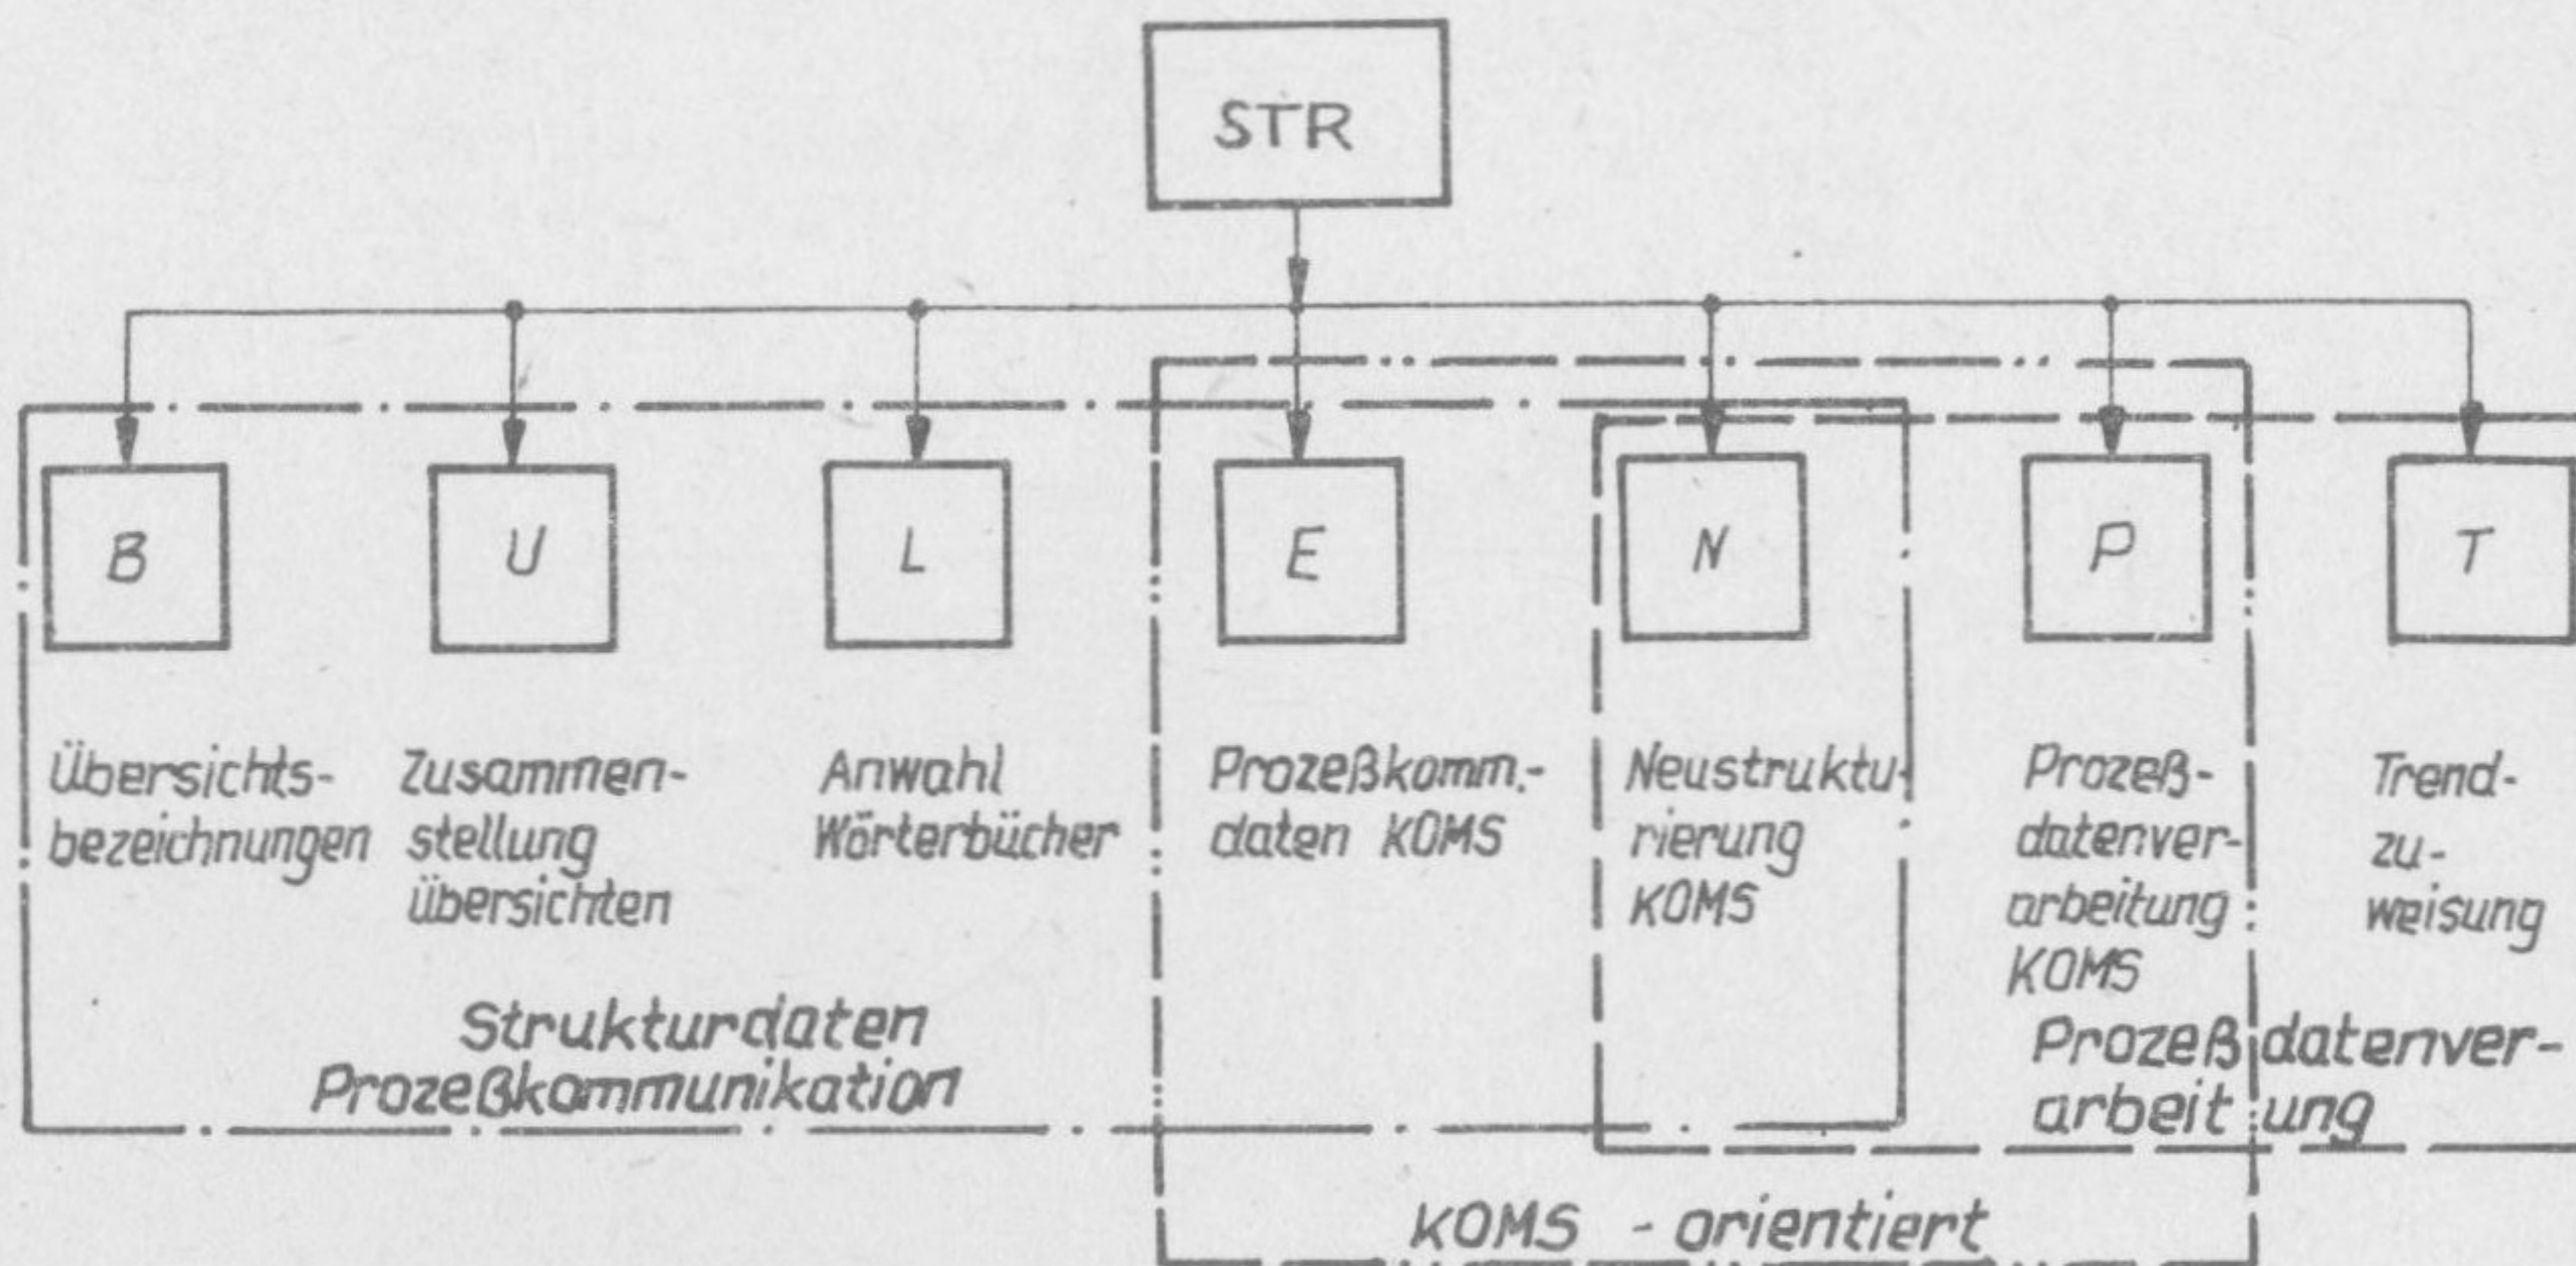 STR
B
U
L
E
N
P
T
Übersichts-
bezeichnungen
Zusammen-
stellung
übersichten
Anwahl
Wörterbücher
Prozeßkomm.-
daten KOMS
Neustruktu-
rierung
KOMS
Prozeß-
datenver-
arbeitung
KOMS
Trend-
zu-
weisung
Strukturdaten
Prozeßkommunikation
Prozeßdatenver-
arbeitung
KOMS - orientiert